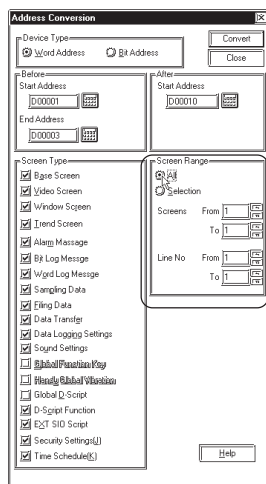 Address Conversion
Device Type
Word Address Bit Address
Convert
Close
Before
Start Address
D00001
End Address
D00003
After
Start Address
D00010
Screen Type
Base Screen
Video Screen
Window Screen
Trend Screen
Alarm Massage
Bit Log Messge
Word Log Messge
Sampling Data
Filing Data
Data Transfer
Data Logging Settings
Sound Settings
Global Function Key
Handy Global Vibration
Global D-Script
D-Script Function
EXT SIO Script
Security Settings(J)
Time Schedule(K)
Screen Range
All
Selection
Screens From 1
To 1
Line No From 1
To 1
Help